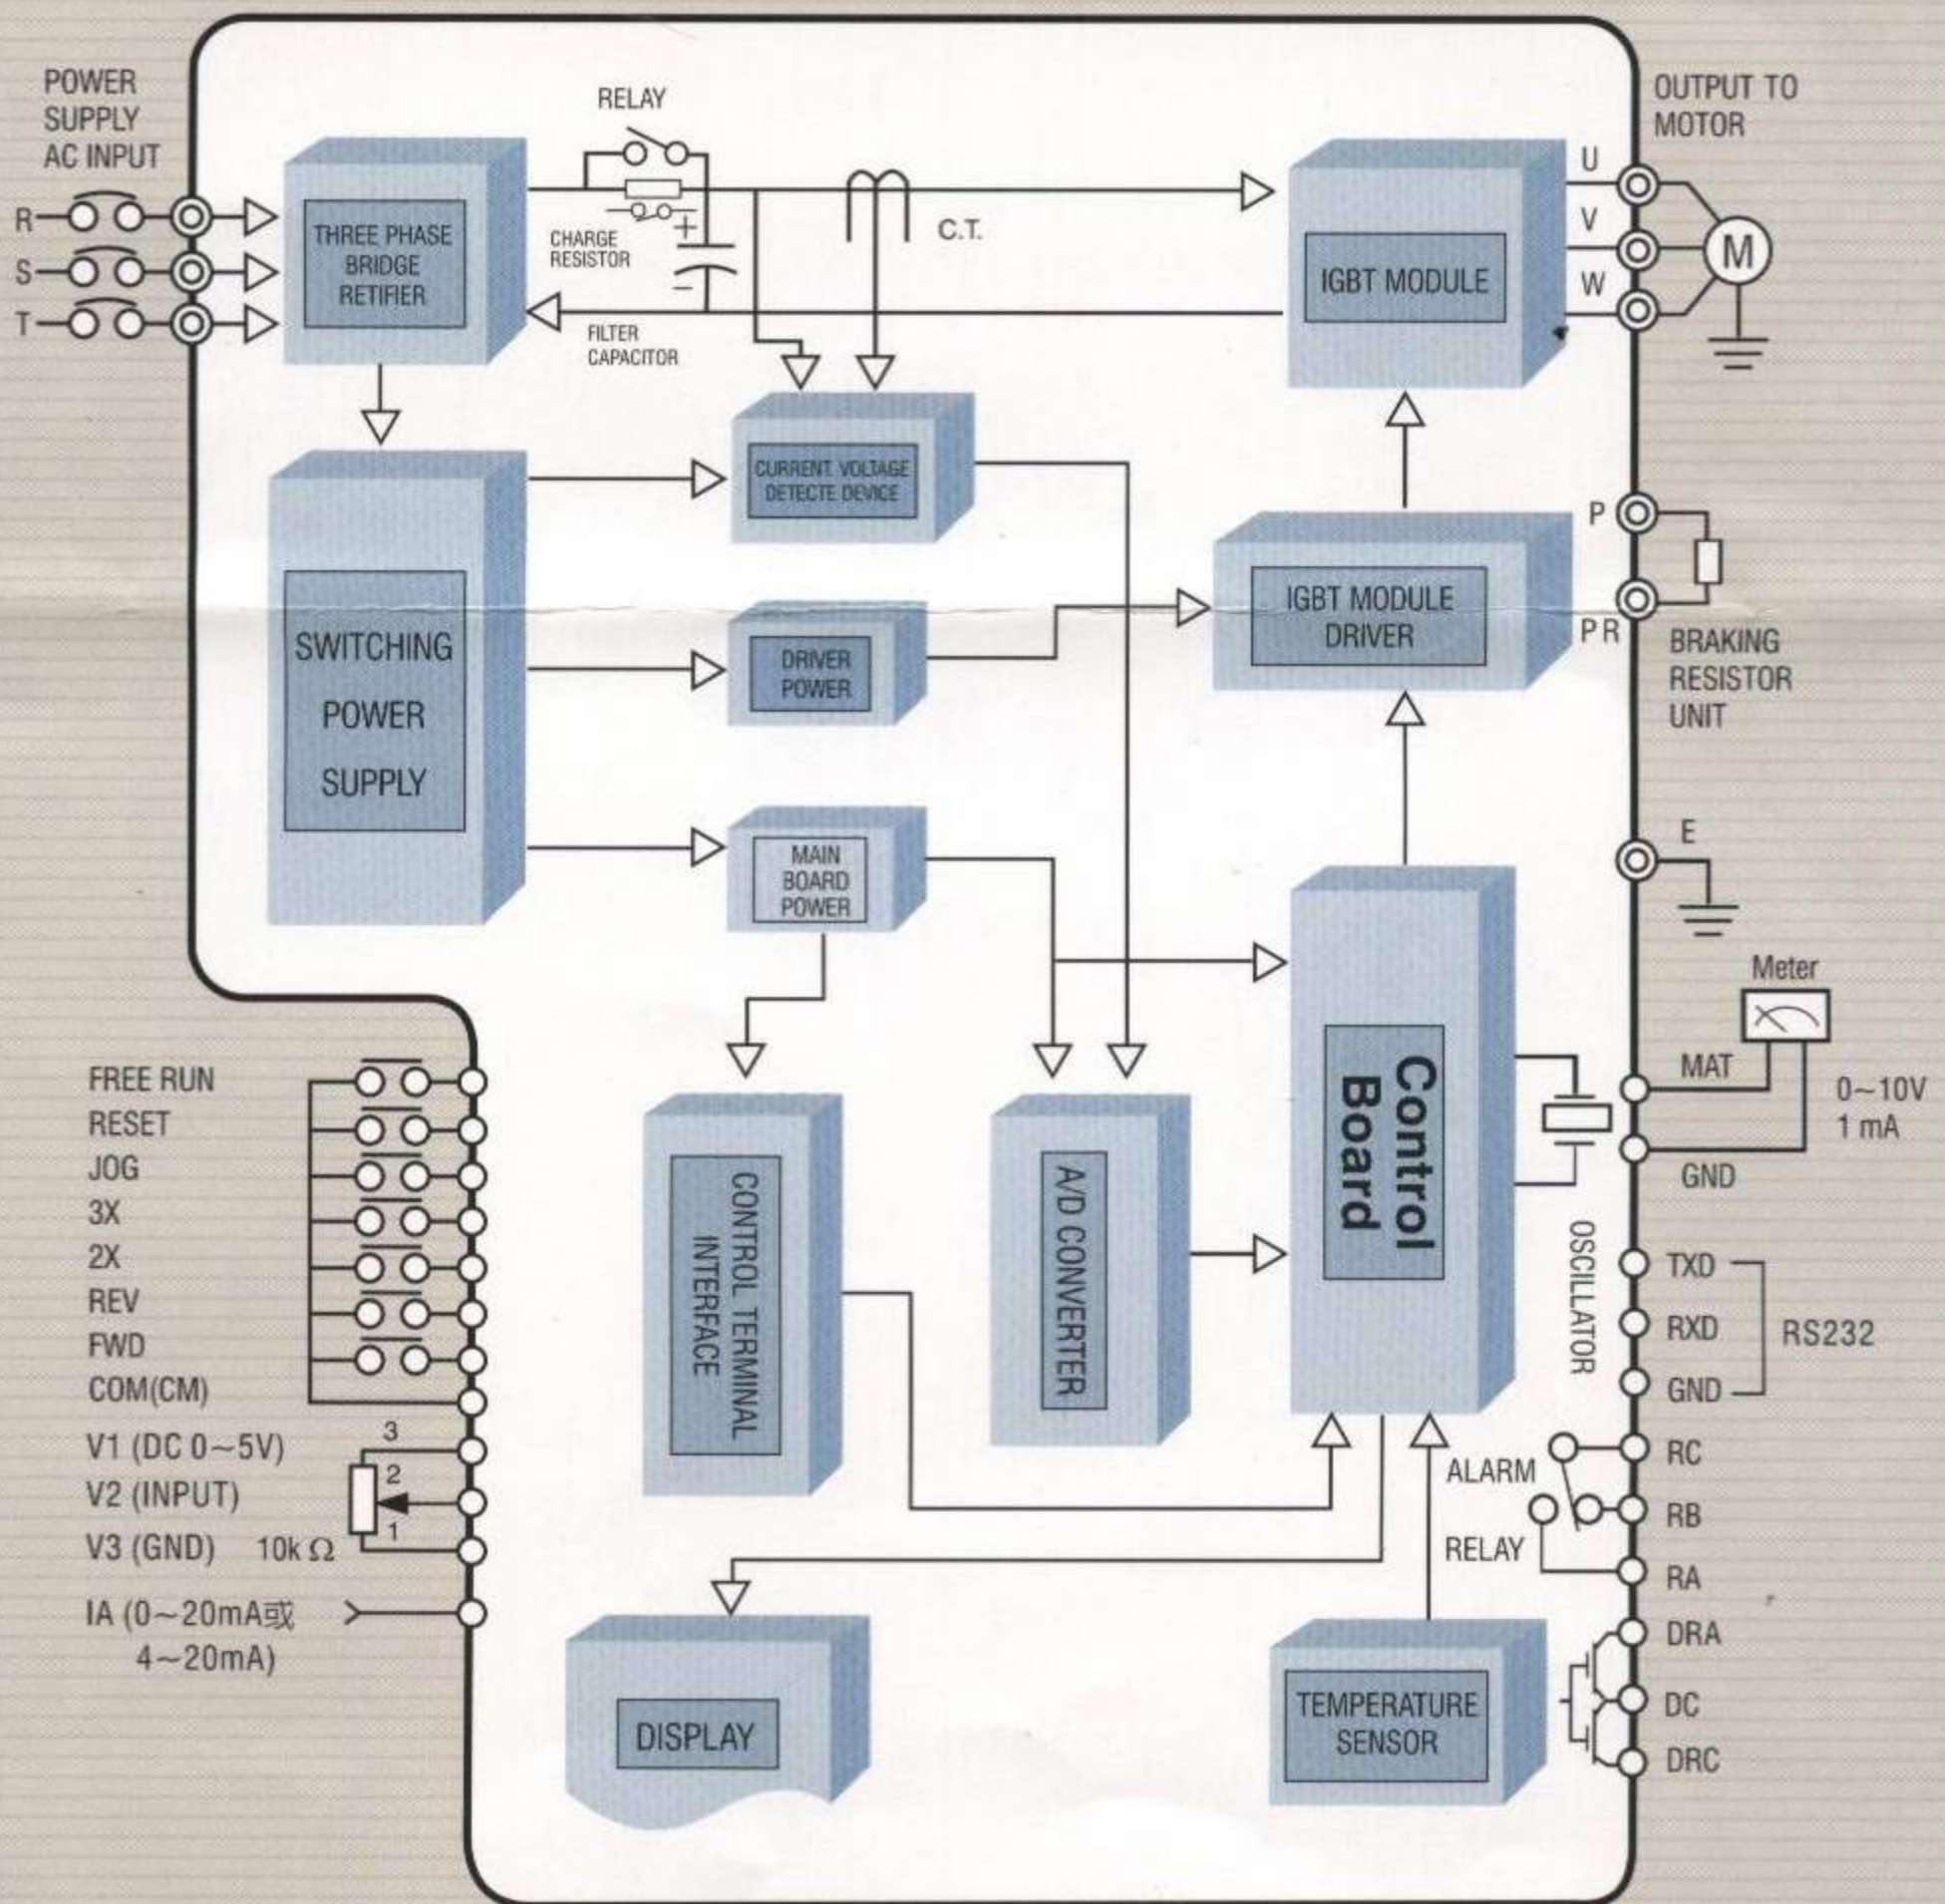 POWER
SUPPLY
AC INPUT
R
S
T
THREE PHASE
BRIDGE
RETIFIER
RELAY
CHARGE
RESISTOR
+
−
FILTER
CAPACITOR
C.T.
IGBT MODULE
OUTPUT TO
MOTOR
U
V
W
M
SWITCHING
POWER
SUPPLY
CURRENT. VOLTAGE
DETECTE DEVICE
DRIVER
POWER
MAIN
BOARD
POWER
IGBT MODULE
DRIVER
P
PR
BRAKING
RESISTOR
UNIT
E
Meter
MAT
0~10V
1 mA
GND
FREE RUN
RESET
JOG
3X
2X
REV
FWD
COM(CM)
V1 (DC 0~5V)
3
V2 (INPUT)
2
V3 (GND) 10k Ω
1
IA (0~20mA或
4~20mA)
CONTROL TERMINAL
INTERFACE
A/D CONVERTER
Control
Board
OSCILLATOR
TXD
RXD
GND
RS232
ALARM
RELAY
RC
RB
RA
DRA
DC
DRC
DISPLAY
TEMPERATURE
SENSOR